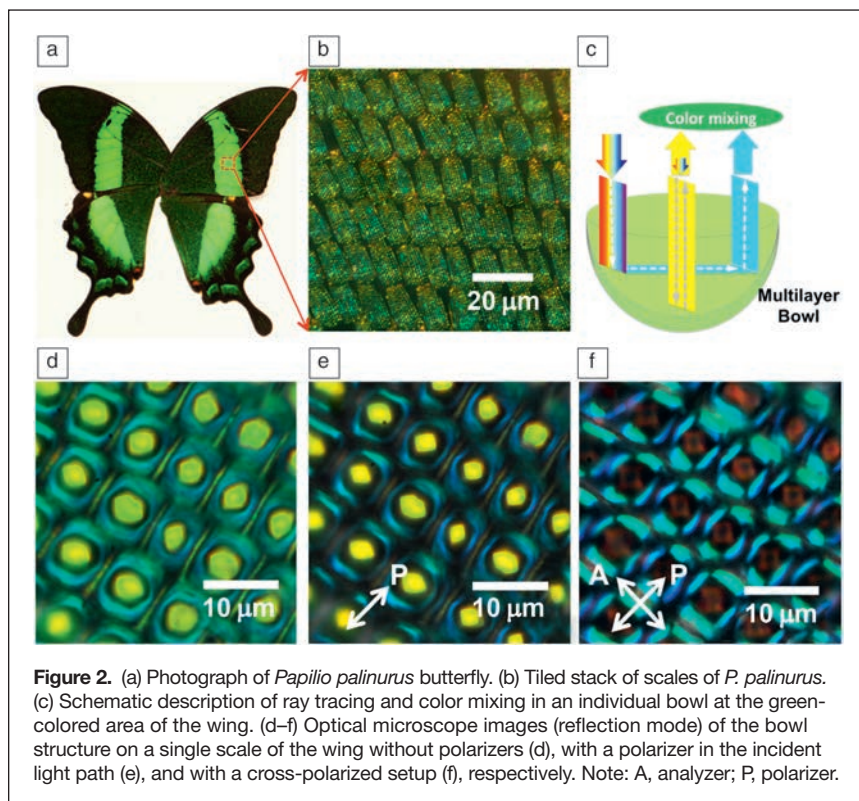 a
b
c
Color mixing
Multilayer
Bowl
20 μm
d
e
f
10 μm
P
10 μm
A
P
10 μm
Figure 2. (a) Photograph of Papilio palinurus butterfly. (b) Tiled stack of scales of P. palinurus.
(c) Schematic description of ray tracing and color mixing in an individual bowl at the green-
colored area of the wing. (d–f) Optical microscope images (reflection mode) of the bowl
structure on a single scale of the wing without polarizers (d), with a polarizer in the incident
light path (e), and with a cross-polarized setup (f), respectively. Note: A, analyzer; P, polarizer.